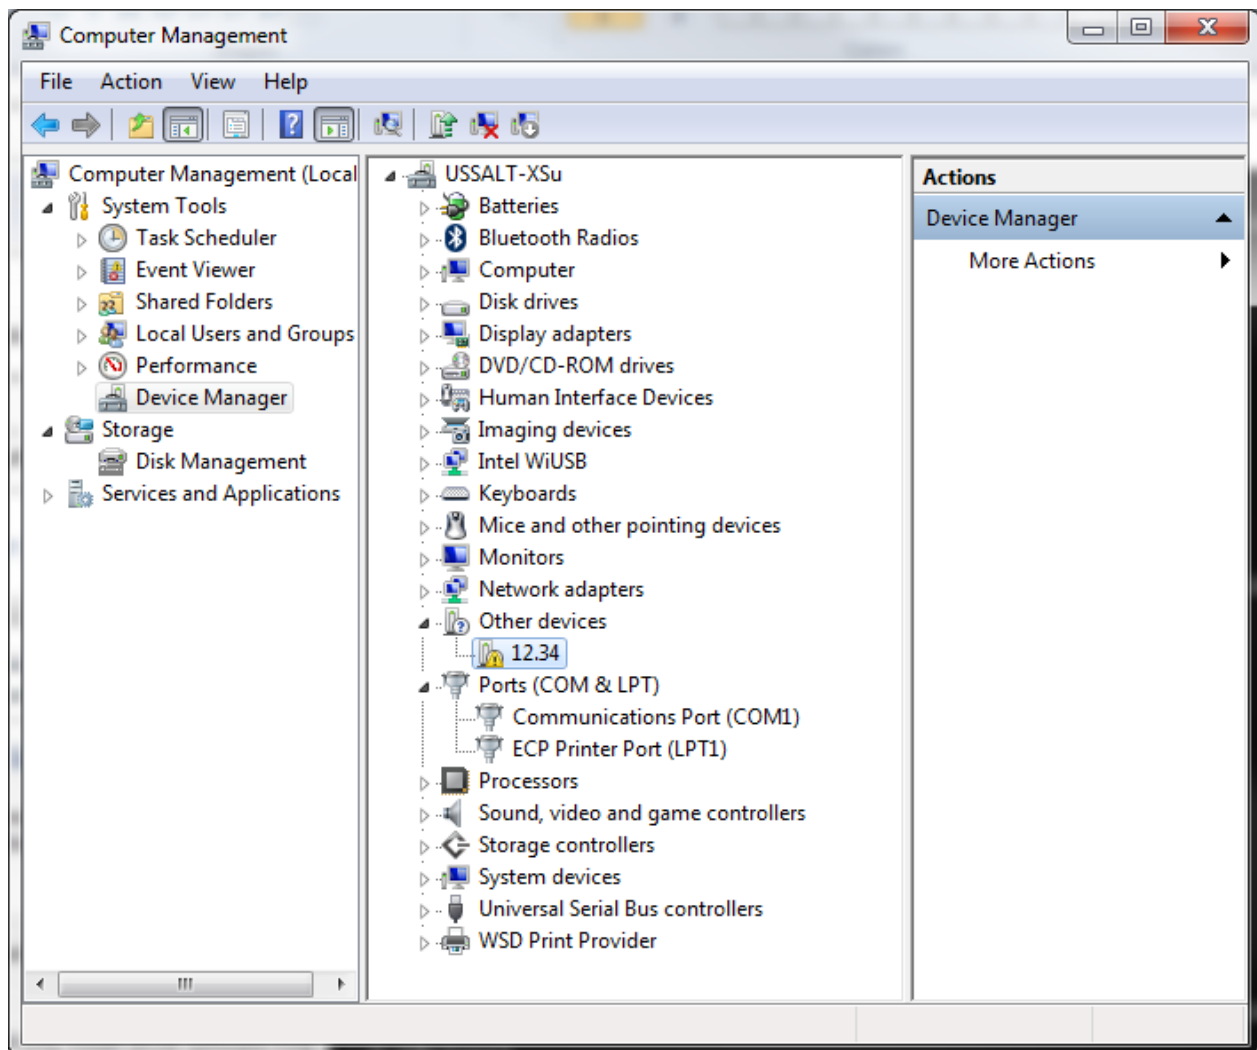 Computer Management
File Action View Help
Computer Management (Local
System Tools
Task Scheduler
Event Viewer
Shared Folders
Local Users and Groups
Performance
Device Manager
Storage
Disk Management
Services and Applications
USSALT-XSu
Batteries
Bluetooth Radios
Computer
Disk drives
Display adapters
DVD/CD-ROM drives
Human Interface Devices
Imaging devices
Intel WiUSB
Keyboards
Mice and other pointing devices
Monitors
Network adapters
Other devices
12.34
Ports (COM & LPT)
Communications Port (COM1)
ECP Printer Port (LPT1)
Processors
Sound, video and game controllers
Storage controllers
System devices
Universal Serial Bus controllers
WSD Print Provider
Actions
Device Manager
More Actions